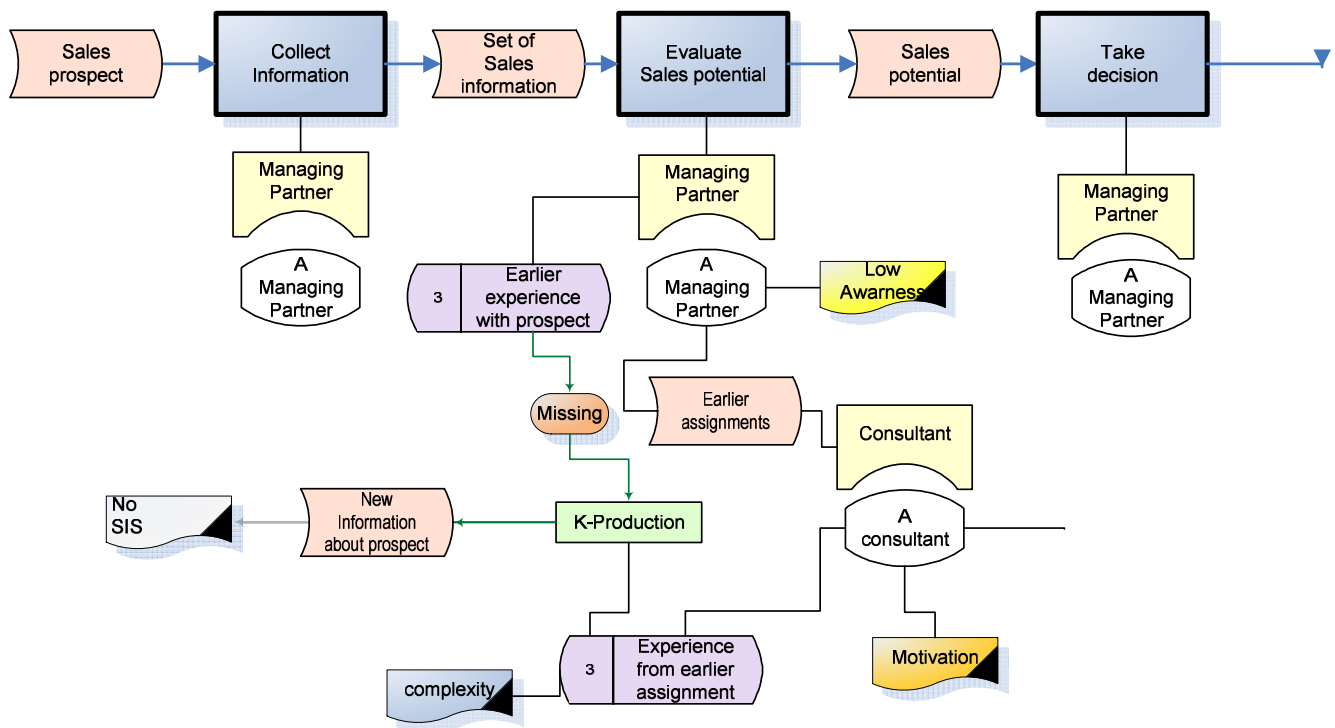 Sales
prospect
Collect
Information
Set of
Sales
information
Evaluate
Sales potential
Sales
potential
Take
decision
Managing
Partner
A
Managing
Partner
Managing
Partner
A
Managing
Partner
Low
Awarness
Managing
Partner
A
Managing
Partner
3
Earlier
experience
with prospect
Missing
Earlier
assignments
Consultant
A
consultant
No
SIS
New
Information
about prospect
K-Production
3
Experience
from earlier
assignment
complexity
Motivation